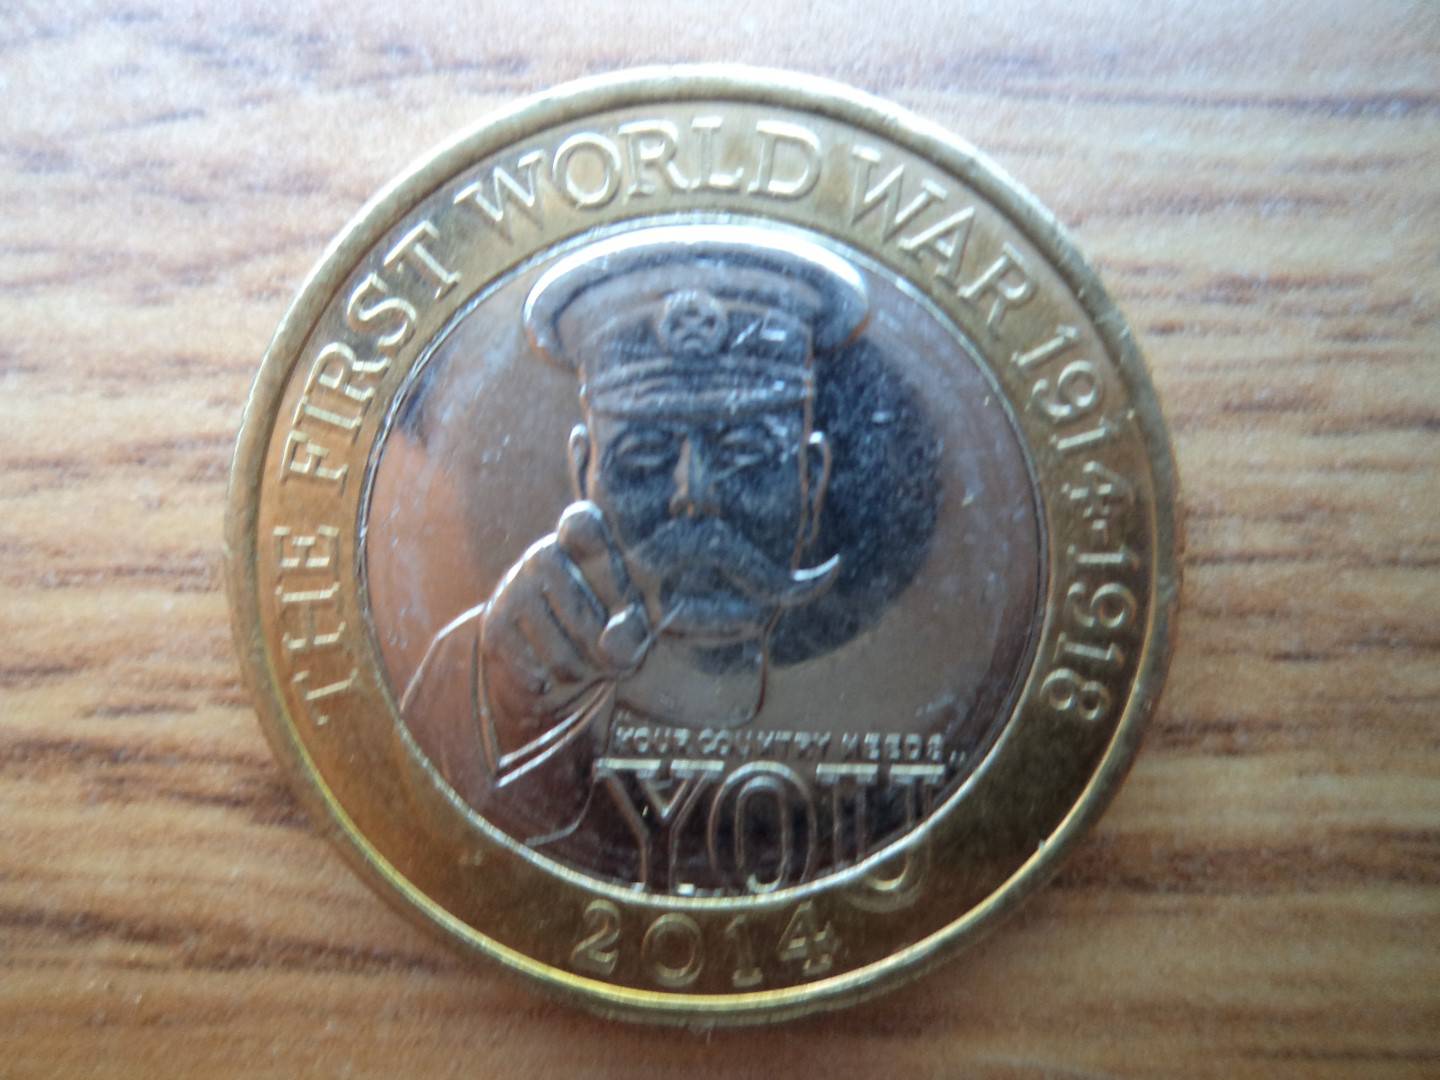 THE FIRST WORLD WAR 1914-1918
"YOUR COUNTRY NEEDS
YOU
2014